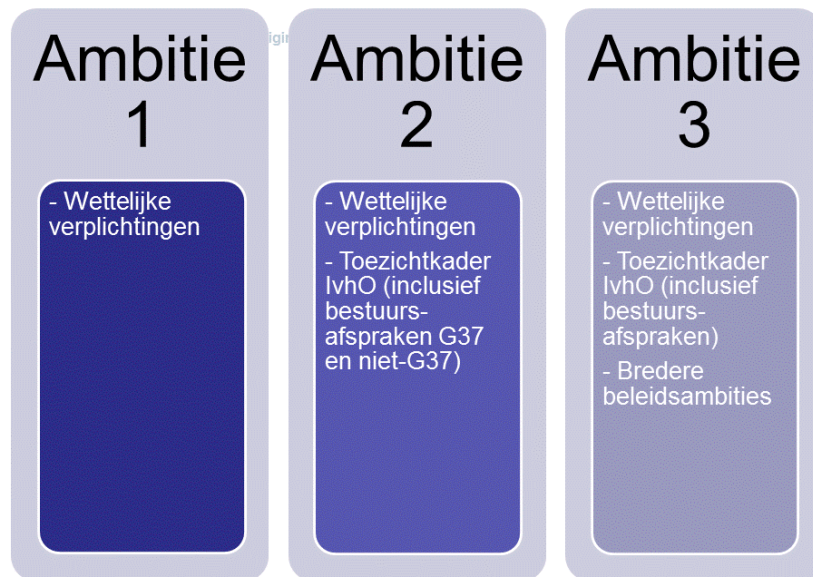 Ambitie
1
- Wettelijke
verplichtingen
Ambitie
2
- Wettelijke
verplichtingen
- Toezichtkader
IvhO (inclusief
bestuurs-
afspraken G37
en niet-G37)
Ambitie
3
- Wettelijke
verplichtingen
- Toezichtkader
IvhO (inclusief
bestuurs-
afspraken)
- Bredere
beleidsambities